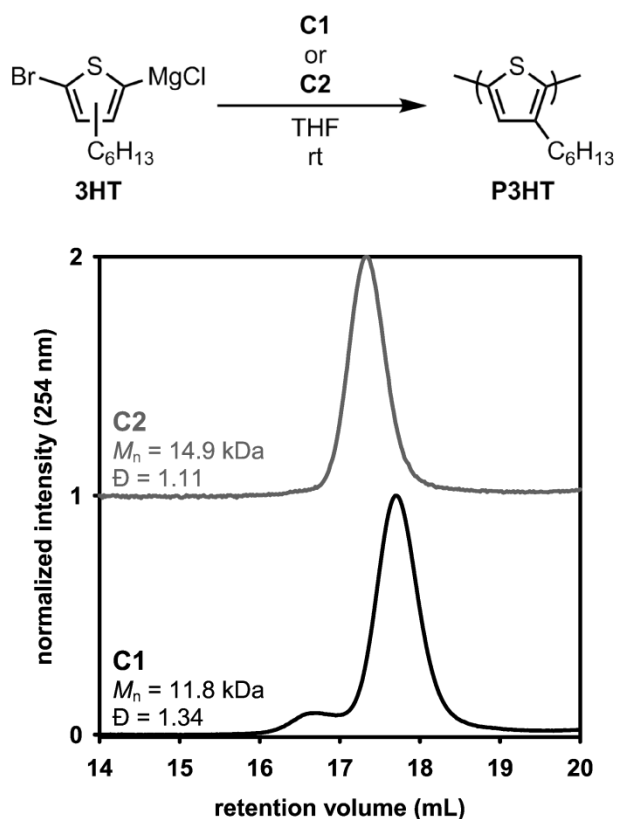 Br
S
MgCl
C6H13
3HT
C1
or
C2
THF
rt
S
C6H13
P3HT
normalized intensity (254 nm)
2
1
0
C2
Mn = 14.9 kDa
Đ = 1.11
C1
Mn = 11.8 kDa
Đ = 1.34
14 15 16 17 18 19 20
retention volume (mL)